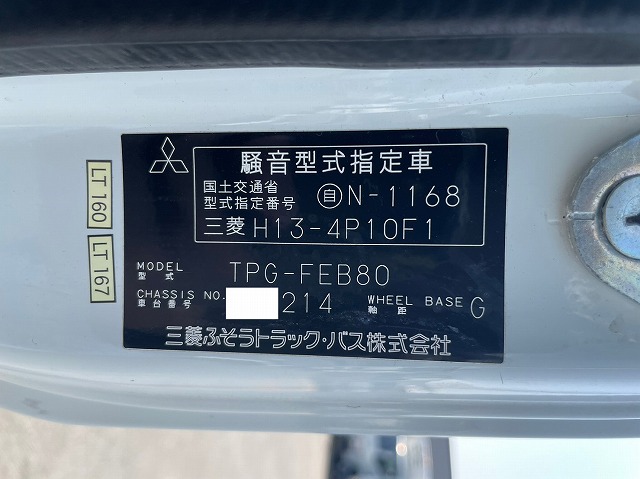 騒音型式指定車
国土交通省
型式指定番号 自N-1168
三菱 H13-4P10F1
MODEL
型式 TPG-FEB80
CHASSIS NO.
車台番号 214 WHEEL BASE
軸距 G
三菱ふそうトラック・バス株式会社
LT 160
LT 167